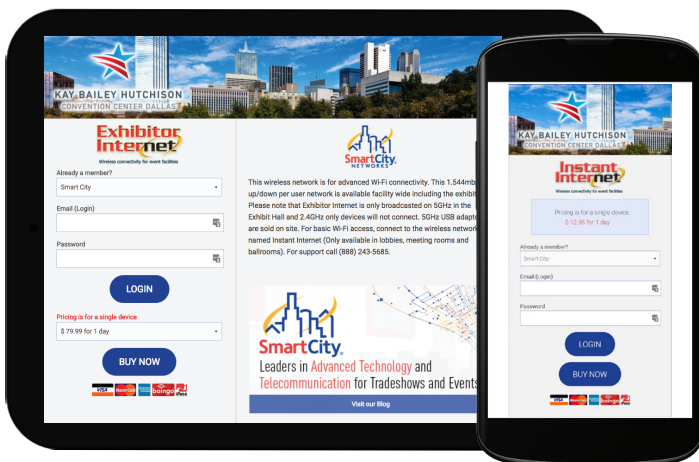 KAY BAILEY HUTCHISON
CONVENTION CENTER DALLAS
Exhibitor
Internet
Wireless connectivity for event facilities
Already a member?
Smart City
Email (Login)
Password
LOGIN
Pricing is for a single device
$ 79.99 for 1 day
BUY NOW
VISA MasterCard boingo iPass
SmartCity
NETWORKS
This wireless network is for advanced Wi-Fi connectivity. This 1.544mb
up/down per user network is available facility wide including the exhibit
Please note that Exhibitor Internet is only broadcasted on 5GHz in the
Exhibit Hall and 2.4GHz only devices will not connect. 5GHz USB adapto
are sold on site. For basic Wi-Fi access, connect to the wireless network
named Instant Internet (Only available in lobbies, meeting rooms and
ballrooms). For support call (888) 243-5685.
SmartCity.
Leaders in Advanced Technology and
Telecommunication for Tradeshows and Events
Visit our Blog
KAY BAILEY HUTCHISON
CONVENTION CENTER DALLAS
Instant
Internet
Wireless connectivity for event facilities
Pricing is for a single device
$ 12.95 for 1 day
Already a member?
Smart City
Email (Login)
Password
LOGIN
BUY NOW
VISA MasterCard boingo iPass